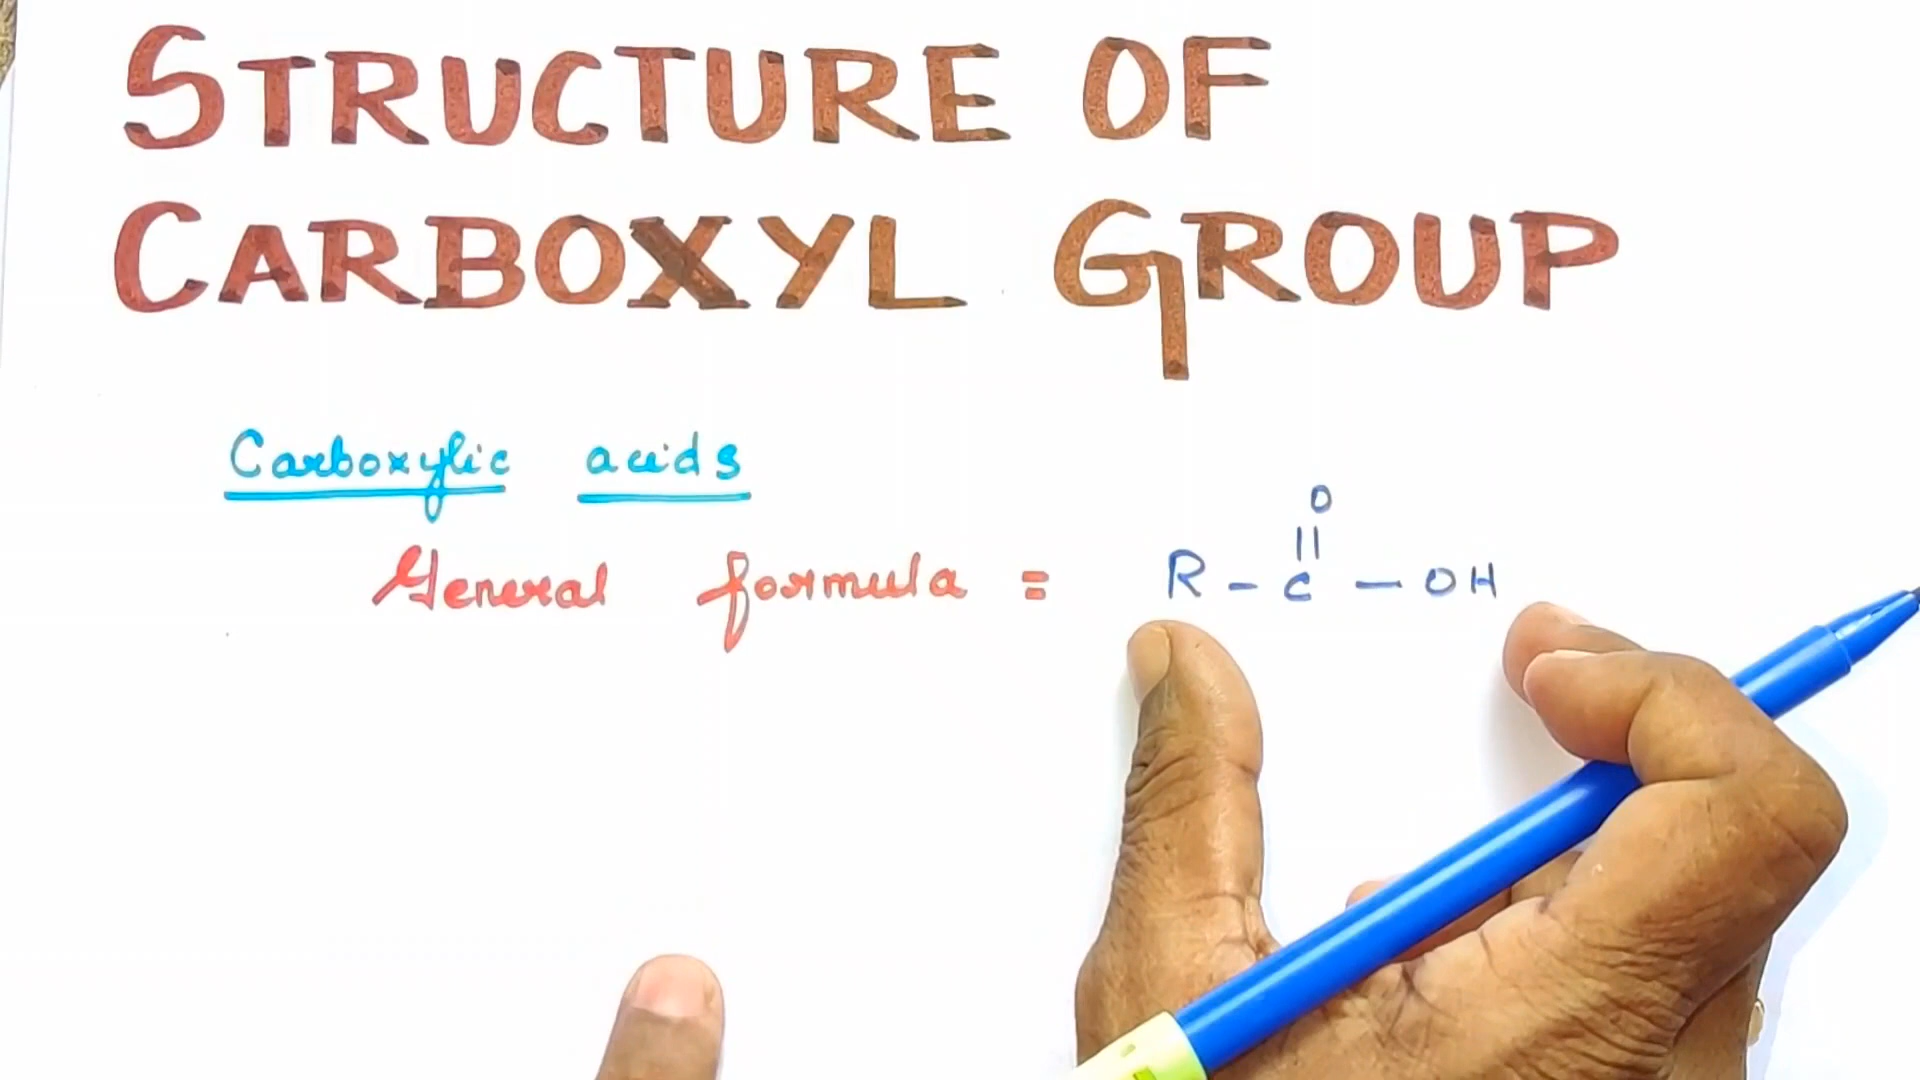 STRUCTURE OF
CARBOXYL GROUP
Carboxylic acids
O
||
General formula = R - C - OH